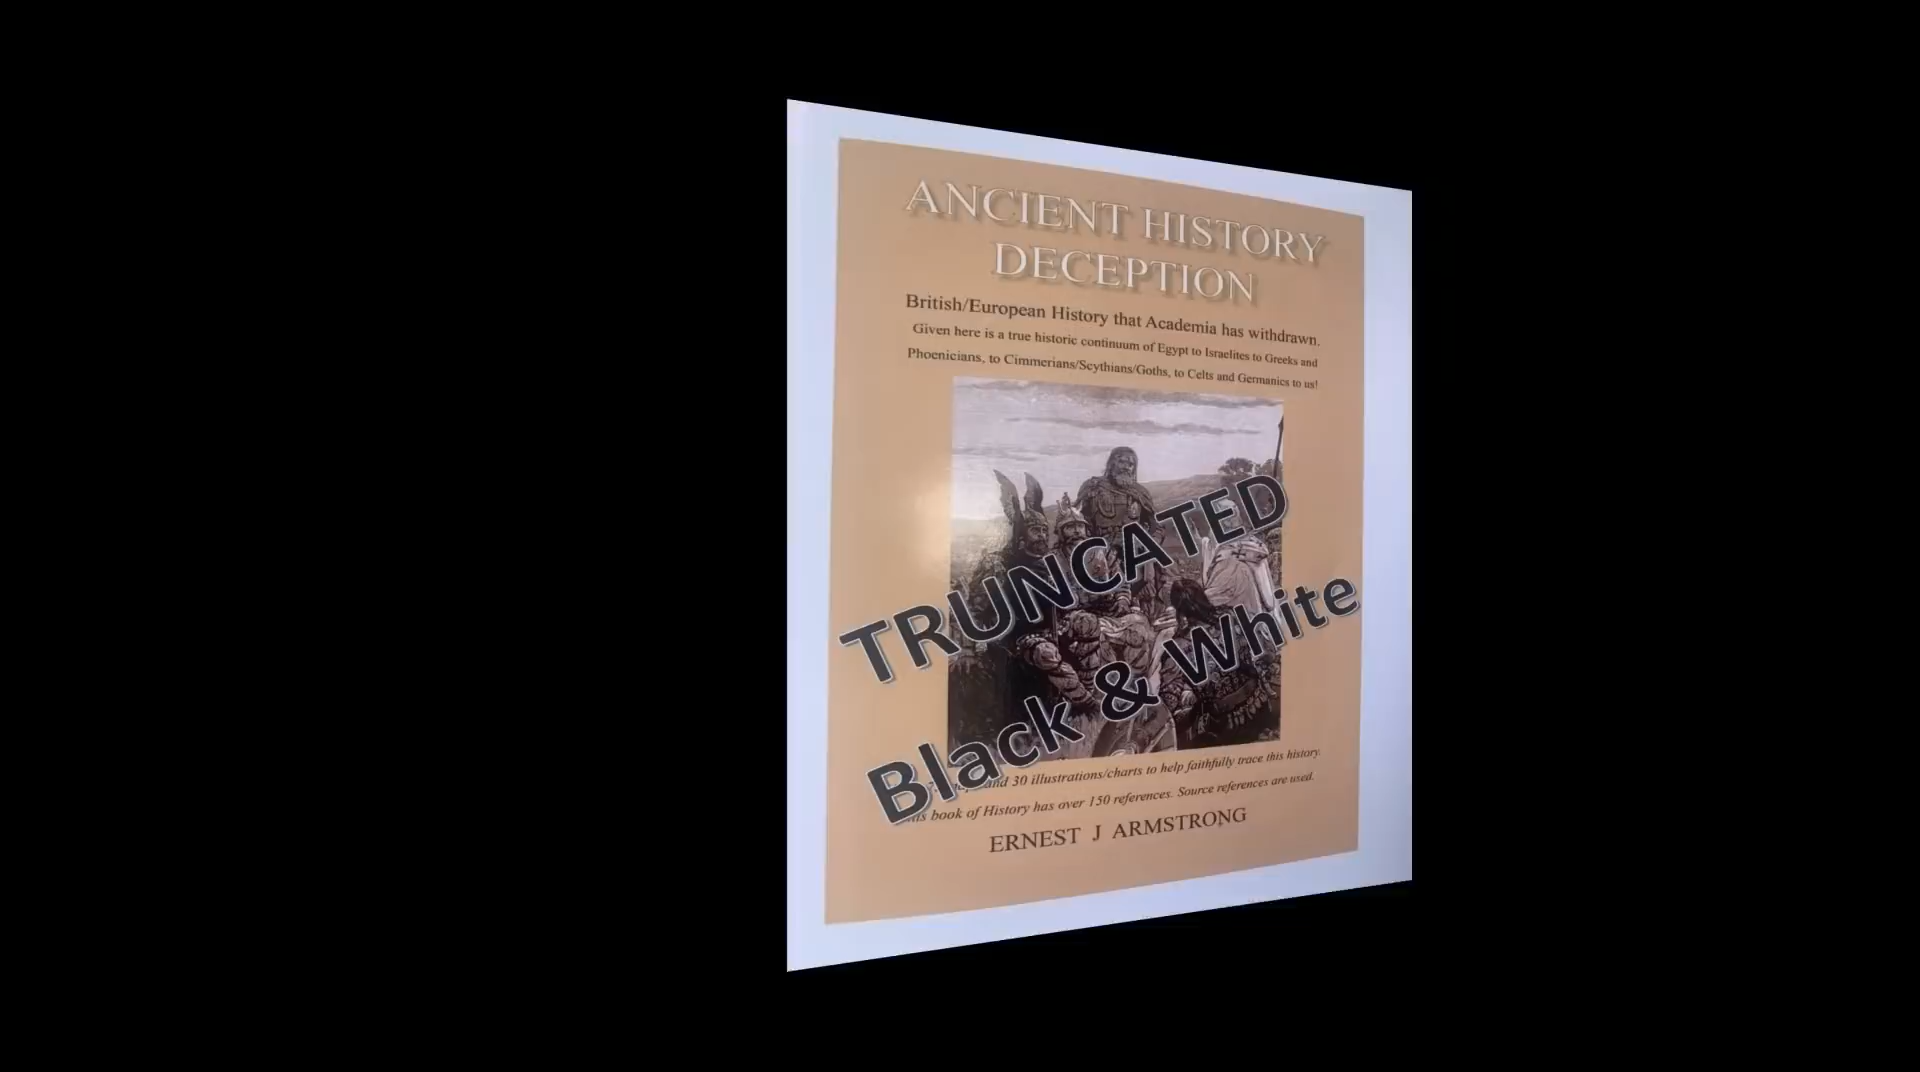 ANCIENT HISTORY
DECEPTION
British/European History that Academia has withdrawn.
Given here is a true historic continuum of Egypt to Israelites to Greeks and
Phoenicians, to Cimmerians/Scythians/Goths, to Celts and Germanics to us!
TRUNCATED
Black & White
and 30 illustrations/charts to help faithfully trace this history.
book of History has over 150 references. Source references are used.
ERNEST J ARMSTRONG